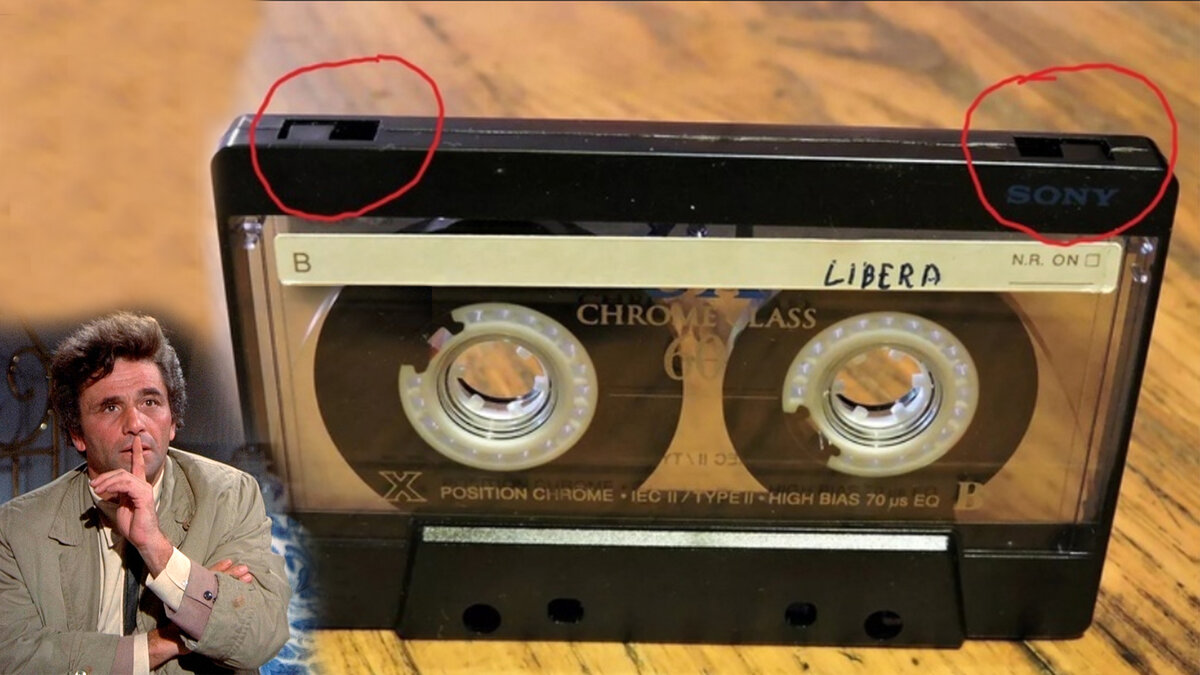 SONY
B
LIBERA
N.R. ON
CHROME CLASS
60
X
POSITION CHROME • IEC II / TYPE II • HIGH BIAS 70 µs EQ
B